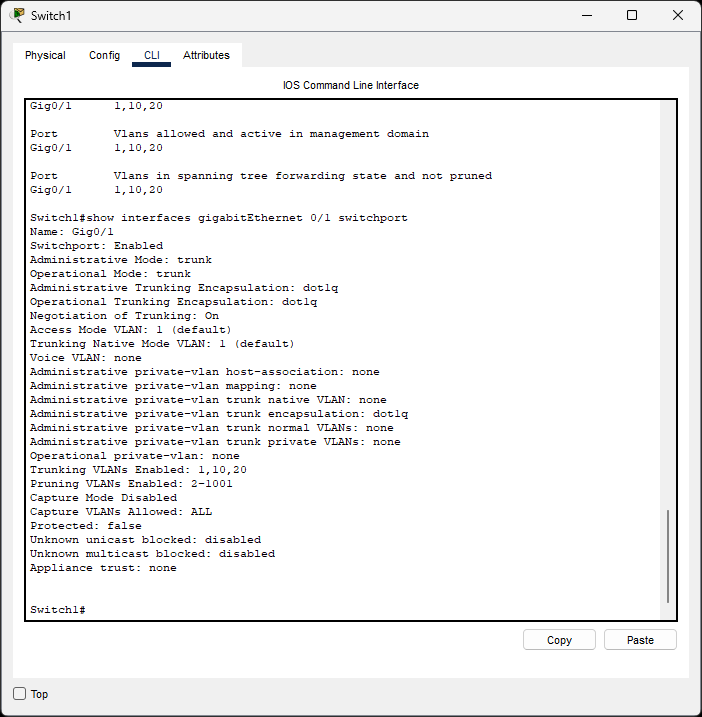 Switch1
Physical Config CLI Attributes
IOS Command Line Interface
Gig0/1 1,10,20
Port Vlans allowed and active in management domain
Gig0/1 1,10,20
Port Vlans in spanning tree forwarding state and not pruned
Gig0/1 1,10,20
Switch1#show interfaces gigabitEthernet 0/1 switchport
Name: Gig0/1
Switchport: Enabled
Administrative Mode: trunk
Operational Mode: trunk
Administrative Trunking Encapsulation: dot1q
Operational Trunking Encapsulation: dot1q
Negotiation of Trunking: On
Access Mode VLAN: 1 (default)
Trunking Native Mode VLAN: 1 (default)
Voice VLAN: none
Administrative private-vlan host-association: none
Administrative private-vlan mapping: none
Administrative private-vlan trunk native VLAN: none
Administrative private-vlan trunk encapsulation: dot1q
Administrative private-vlan trunk normal VLANs: none
Administrative private-vlan trunk private VLANs: none
Operational private-vlan: none
Trunking VLANs Enabled: 1,10,20
Pruning VLANs Enabled: 2-1001
Capture Mode Disabled
Capture VLANs Allowed: ALL
Protected: false
Unknown unicast blocked: disabled
Unknown multicast blocked: disabled
Appliance trust: none
Switch1#
Copy Paste
Top